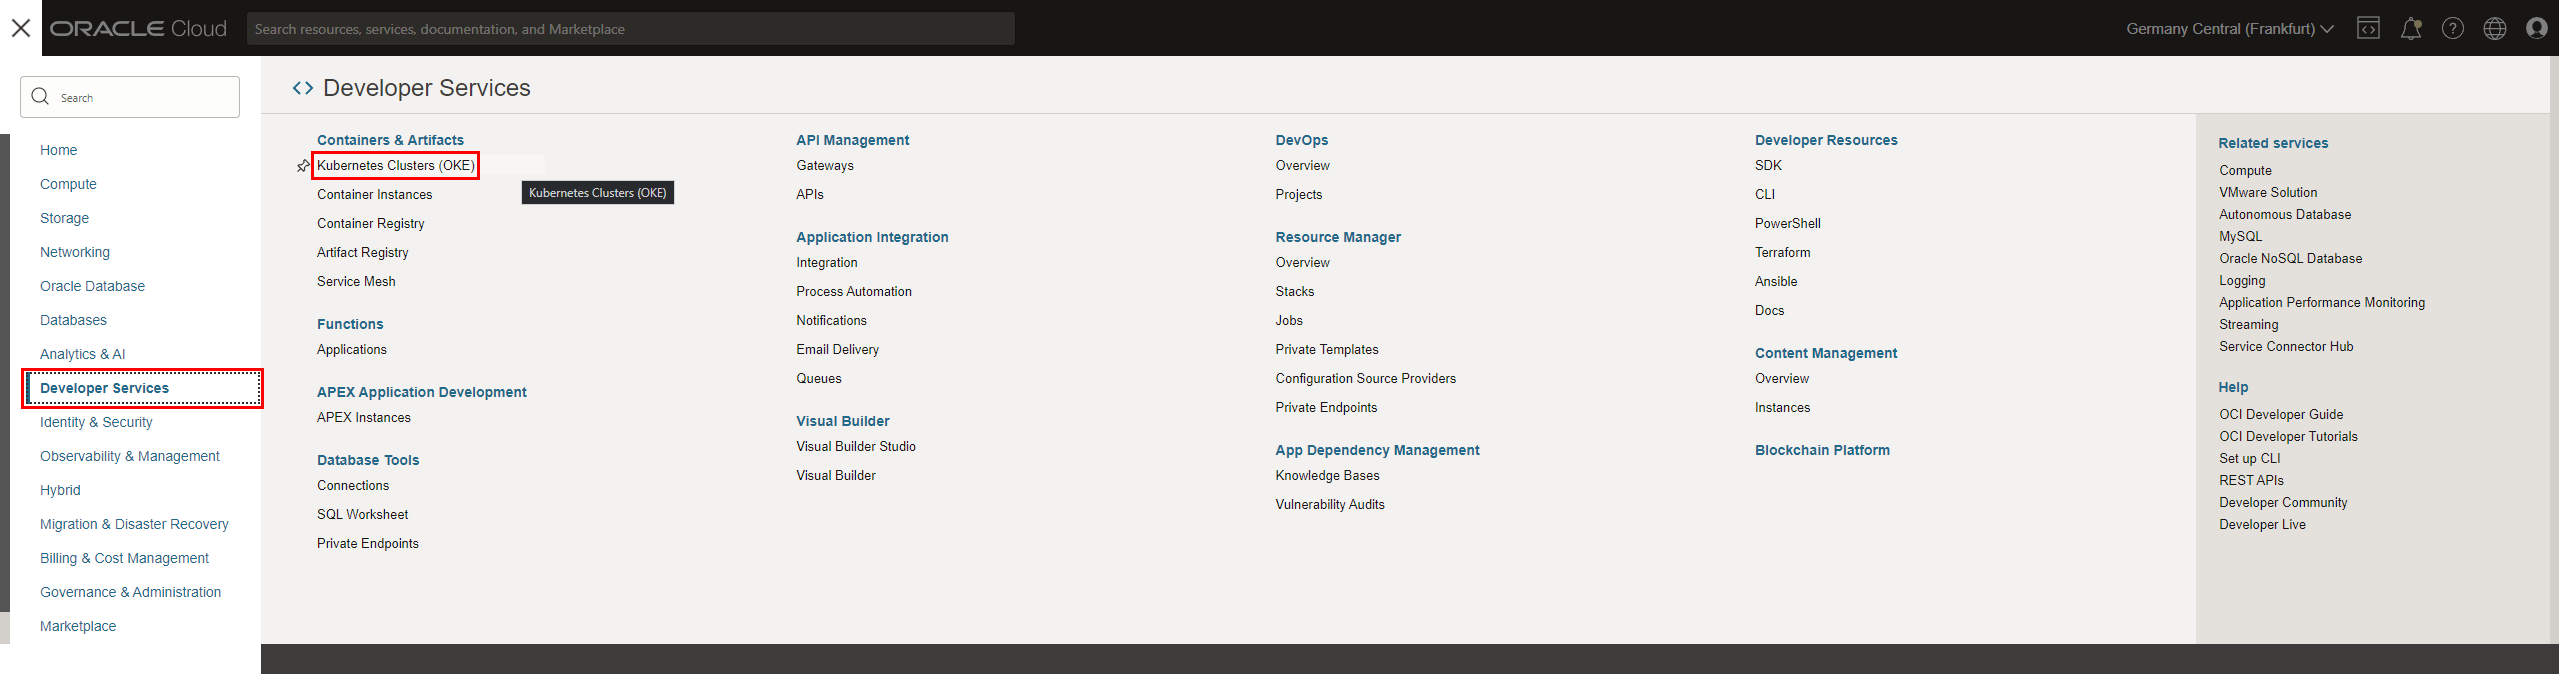 ORACLE Cloud
Search resources, services, documentation, and Marketplace
Germany Central (Frankfurt)
Search
Home
Compute
Storage
Networking
Oracle Database
Databases
Analytics & AI
Developer Services
Identity & Security
Observability & Management
Hybrid
Migration & Disaster Recovery
Billing & Cost Management
Governance & Administration
Marketplace
Developer Services
Containers & Artifacts
Kubernetes Clusters (OKE)
Kubernetes Clusters (OKE)
Container Instances
Container Registry
Artifact Registry
Service Mesh
Functions
Applications
APEX Application Development
APEX Instances
Database Tools
Connections
SQL Worksheet
Private Endpoints
API Management
Gateways
APIs
Application Integration
Integration
Process Automation
Notifications
Email Delivery
Queues
Visual Builder
Visual Builder Studio
Visual Builder
DevOps
Overview
Projects
Resource Manager
Overview
Stacks
Jobs
Private Templates
Configuration Source Providers
Private Endpoints
App Dependency Management
Knowledge Bases
Vulnerability Audits
Developer Resources
SDK
CLI
PowerShell
Terraform
Ansible
Docs
Content Management
Overview
Instances
Blockchain Platform
Related services
Compute
VMware Solution
Autonomous Database
MySQL
Oracle NoSQL Database
Logging
Application Performance Monitoring
Streaming
Service Connector Hub
Help
OCI Developer Guide
OCI Developer Tutorials
Set up CLI
REST APIs
Developer Community
Developer Live